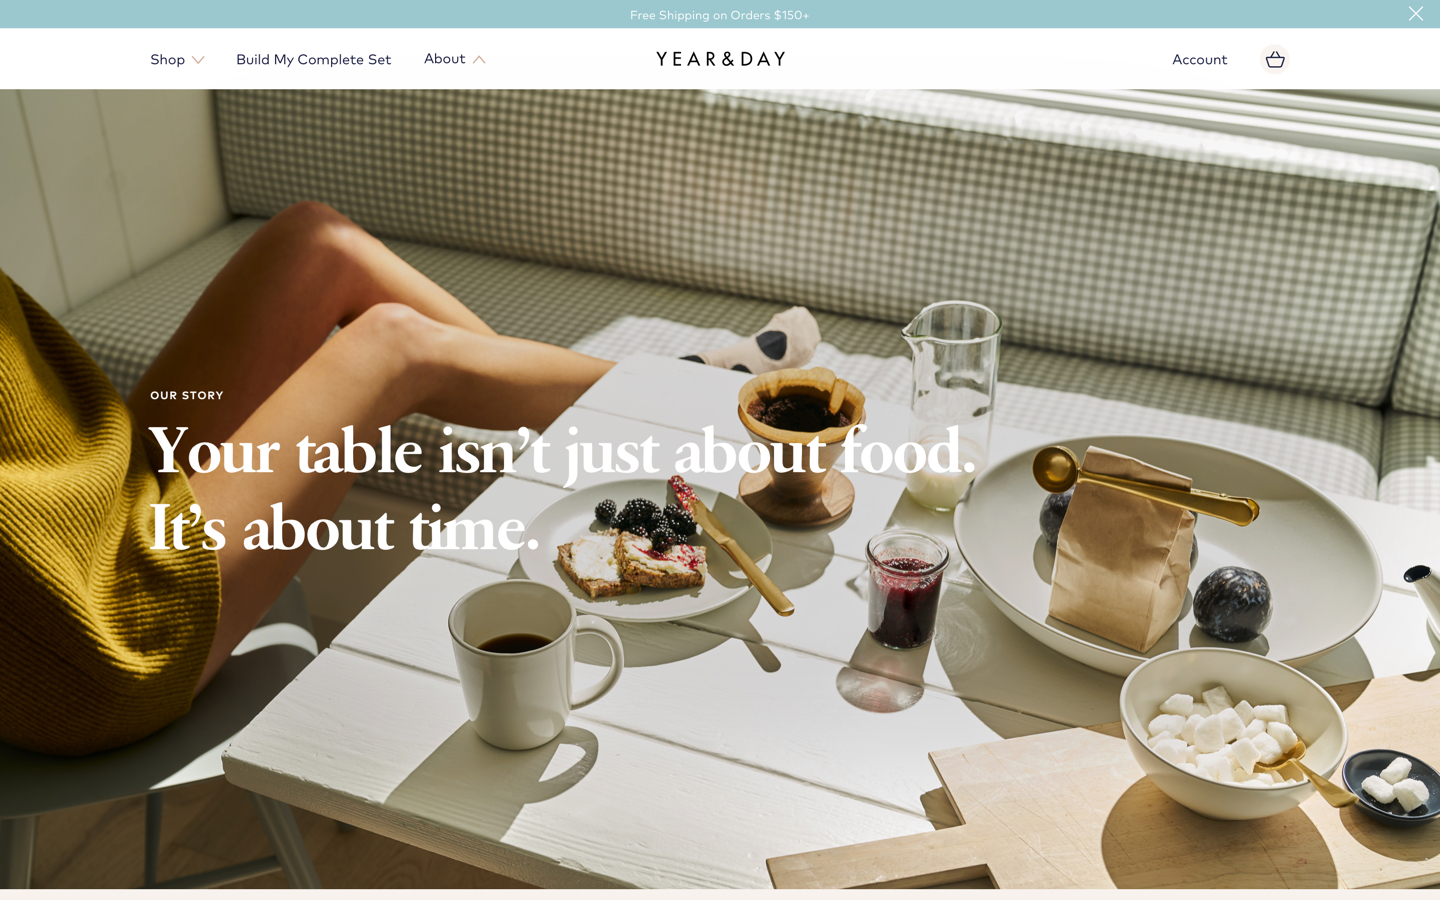 Free Shipping on Orders $150+
Shop
Build My Complete Set
About
YEAR&DAY
Account
OUR STORY
Your table isn’t just about food.
It’s about time.